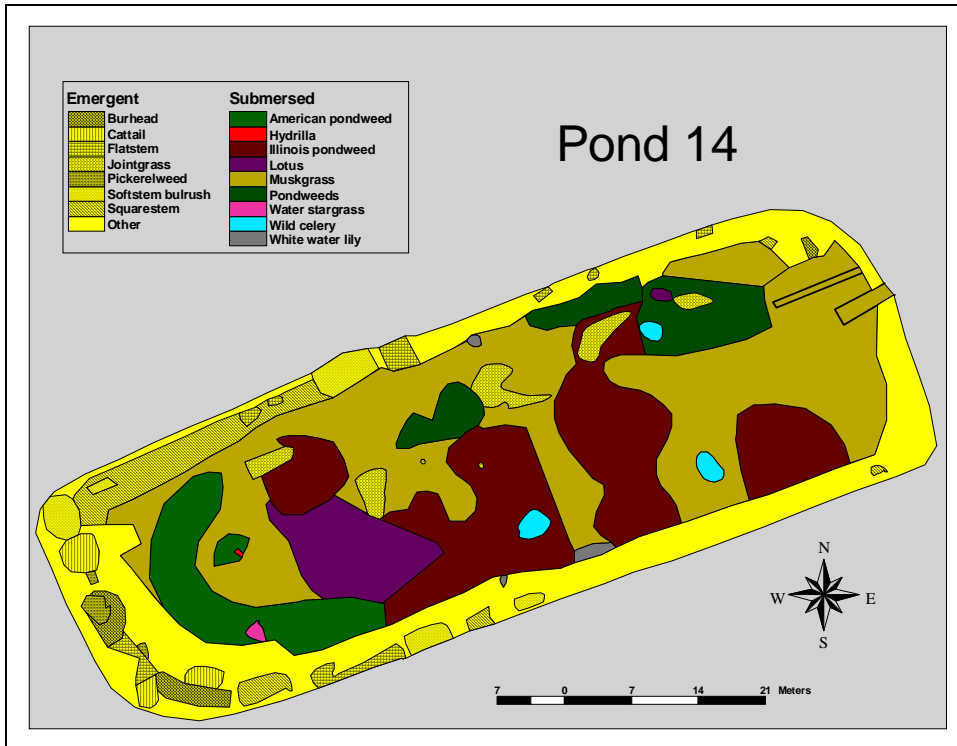 Pond 14
Emergent
Burhead
Cattail
Flatstem
Jointgrass
Pickerelweed
Softstem bulrush
Squarestem
Other
Submersed
American pondweed
Hydrilla
Illinois pondweed
Lotus
Muskgrass
Pondweeds
Water stargrass
Wild celery
White water lily
N
W E
S
7 0 7 14 21 Meters